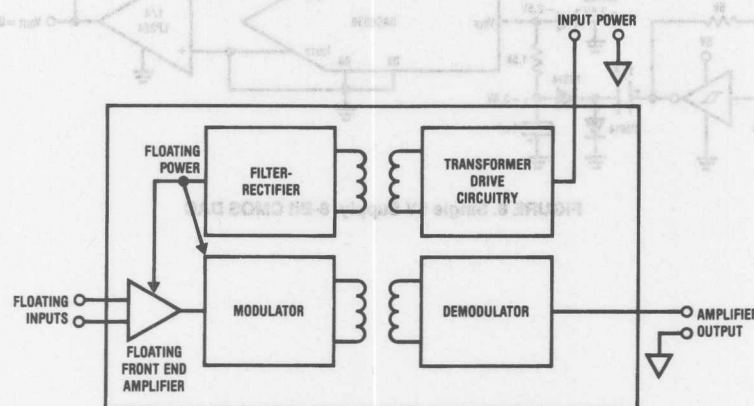 INPUT POWER
FLOATING
POWER
FILTER-
RECTIFIER
TRANSFORMER
DRIVE
CIRCUITRY
FLOATING
INPUTS
MODULATOR
DEMODULATOR
AMPLIFIER
OUTPUT
FLOATING
FRONT END
AMPLIFIER